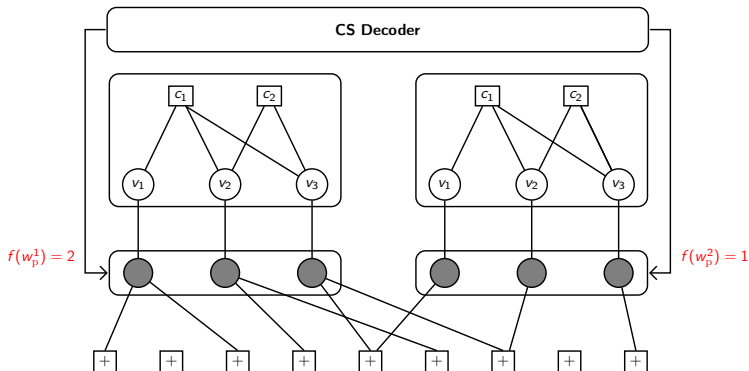 CS Decoder
c₁ c₂ c₁ c₂
v₁ v₂ v₃ v₁ v₂ v₃
f(w_p^1) = 2 f(w_p^2) = 1
+ + + + + + + + +